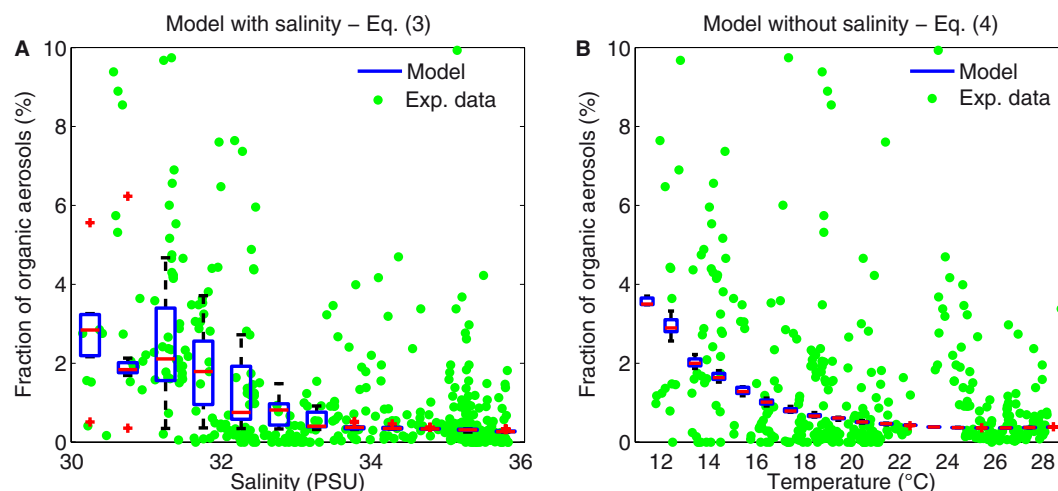 Model with salinity – Eq. (3)
A
Fraction of organic aerosols (%)
10
8
6
4
2
0
30
32
34
36
Salinity (PSU)
Model
Exp. data
Model without salinity – Eq. (4)
B
Fraction of organic aerosols (%)
10
8
6
4
2
0
12
14
16
18
20
22
24
26
28
Temperature (°C)
Model
Exp. data